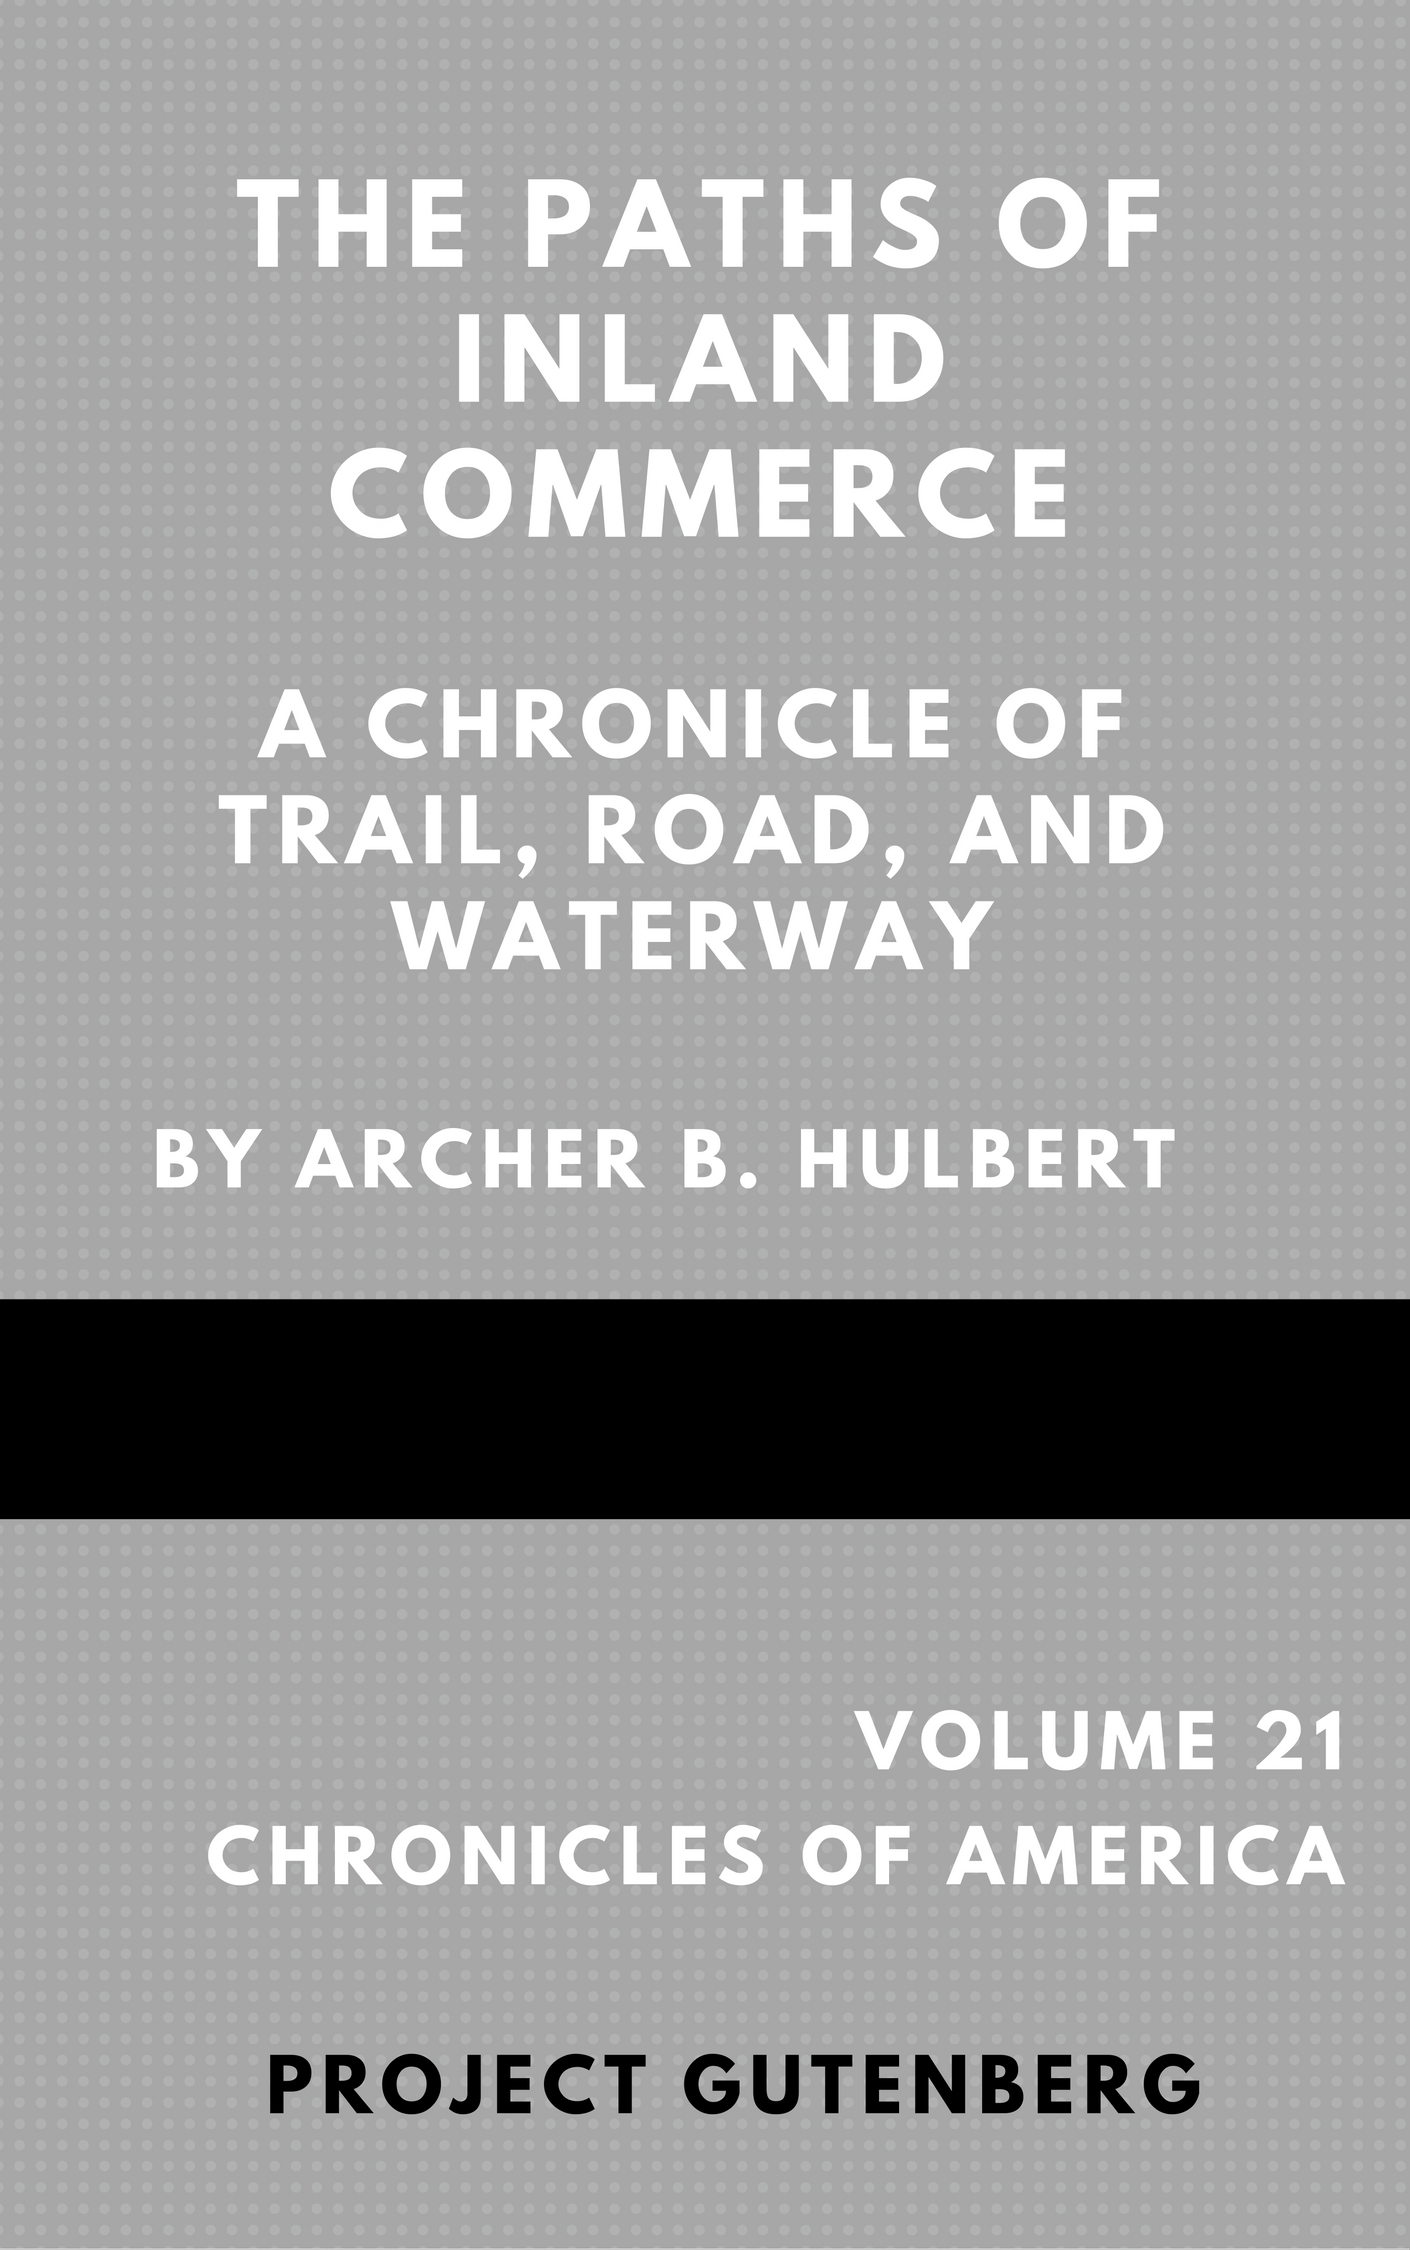 THE PATHS OF
INLAND
COMMERCE
A CHRONICLE OF
TRAIL, ROAD, AND
WATERWAY
BY ARCHER B. HULBERT
VOLUME 21
CHRONICLES OF AMERICA
PROJECT GUTENBERG